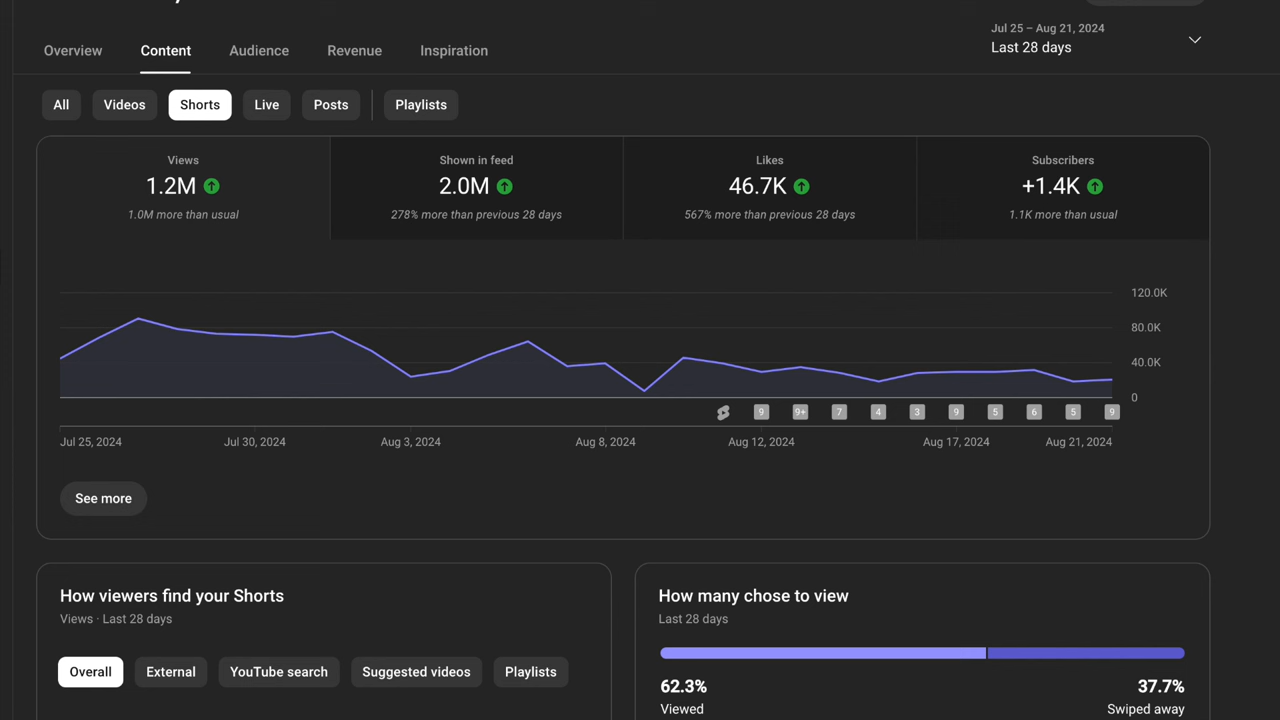 Jul 25 – Aug 21, 2024
Last 28 days
Overview Content Audience Revenue Inspiration
All Videos Shorts Live Posts Playlists
Views Shown in feed Likes Subscribers
1.2M 2.0M 46.7K +1.4K
1.0M more than usual 278% more than previous 28 days 567% more than previous 28 days 1.1K more than usual
120.0K
80.0K
40.0K
0
9 9+ 7 4 3 9 5 6 5 9
Jul 25, 2024 Jul 30, 2024 Aug 3, 2024 Aug 8, 2024 Aug 12, 2024 Aug 17, 2024 Aug 21, 2024
See more
How viewers find your Shorts
Views · Last 28 days
Overall External YouTube search Suggested videos Playlists
How many chose to view
Last 28 days
62.3% 37.7%
Viewed Swiped away